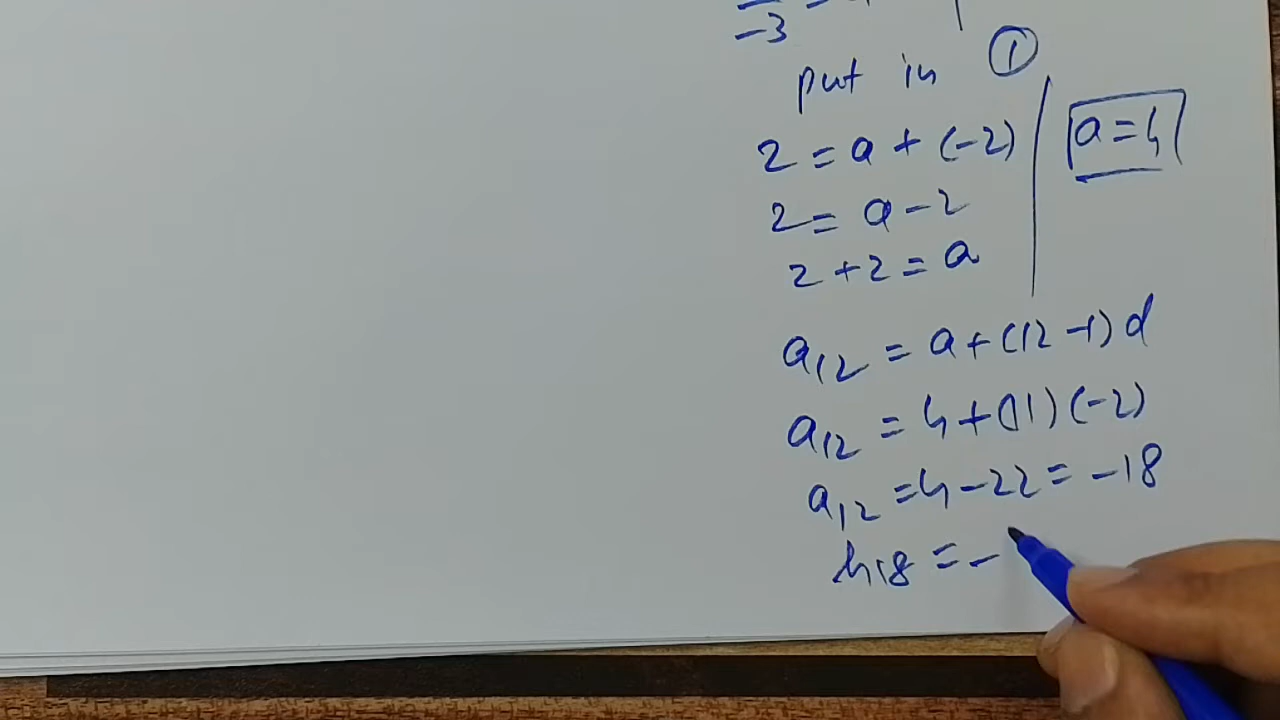 -3
put in ①
2 = a + (-2)
a = 4
2 = a - 2
2 + 2 = a
a12 = a + (12 - 1) d
a12 = 4 + (11) (-2)
a12 = 4 - 22 = -18
= -